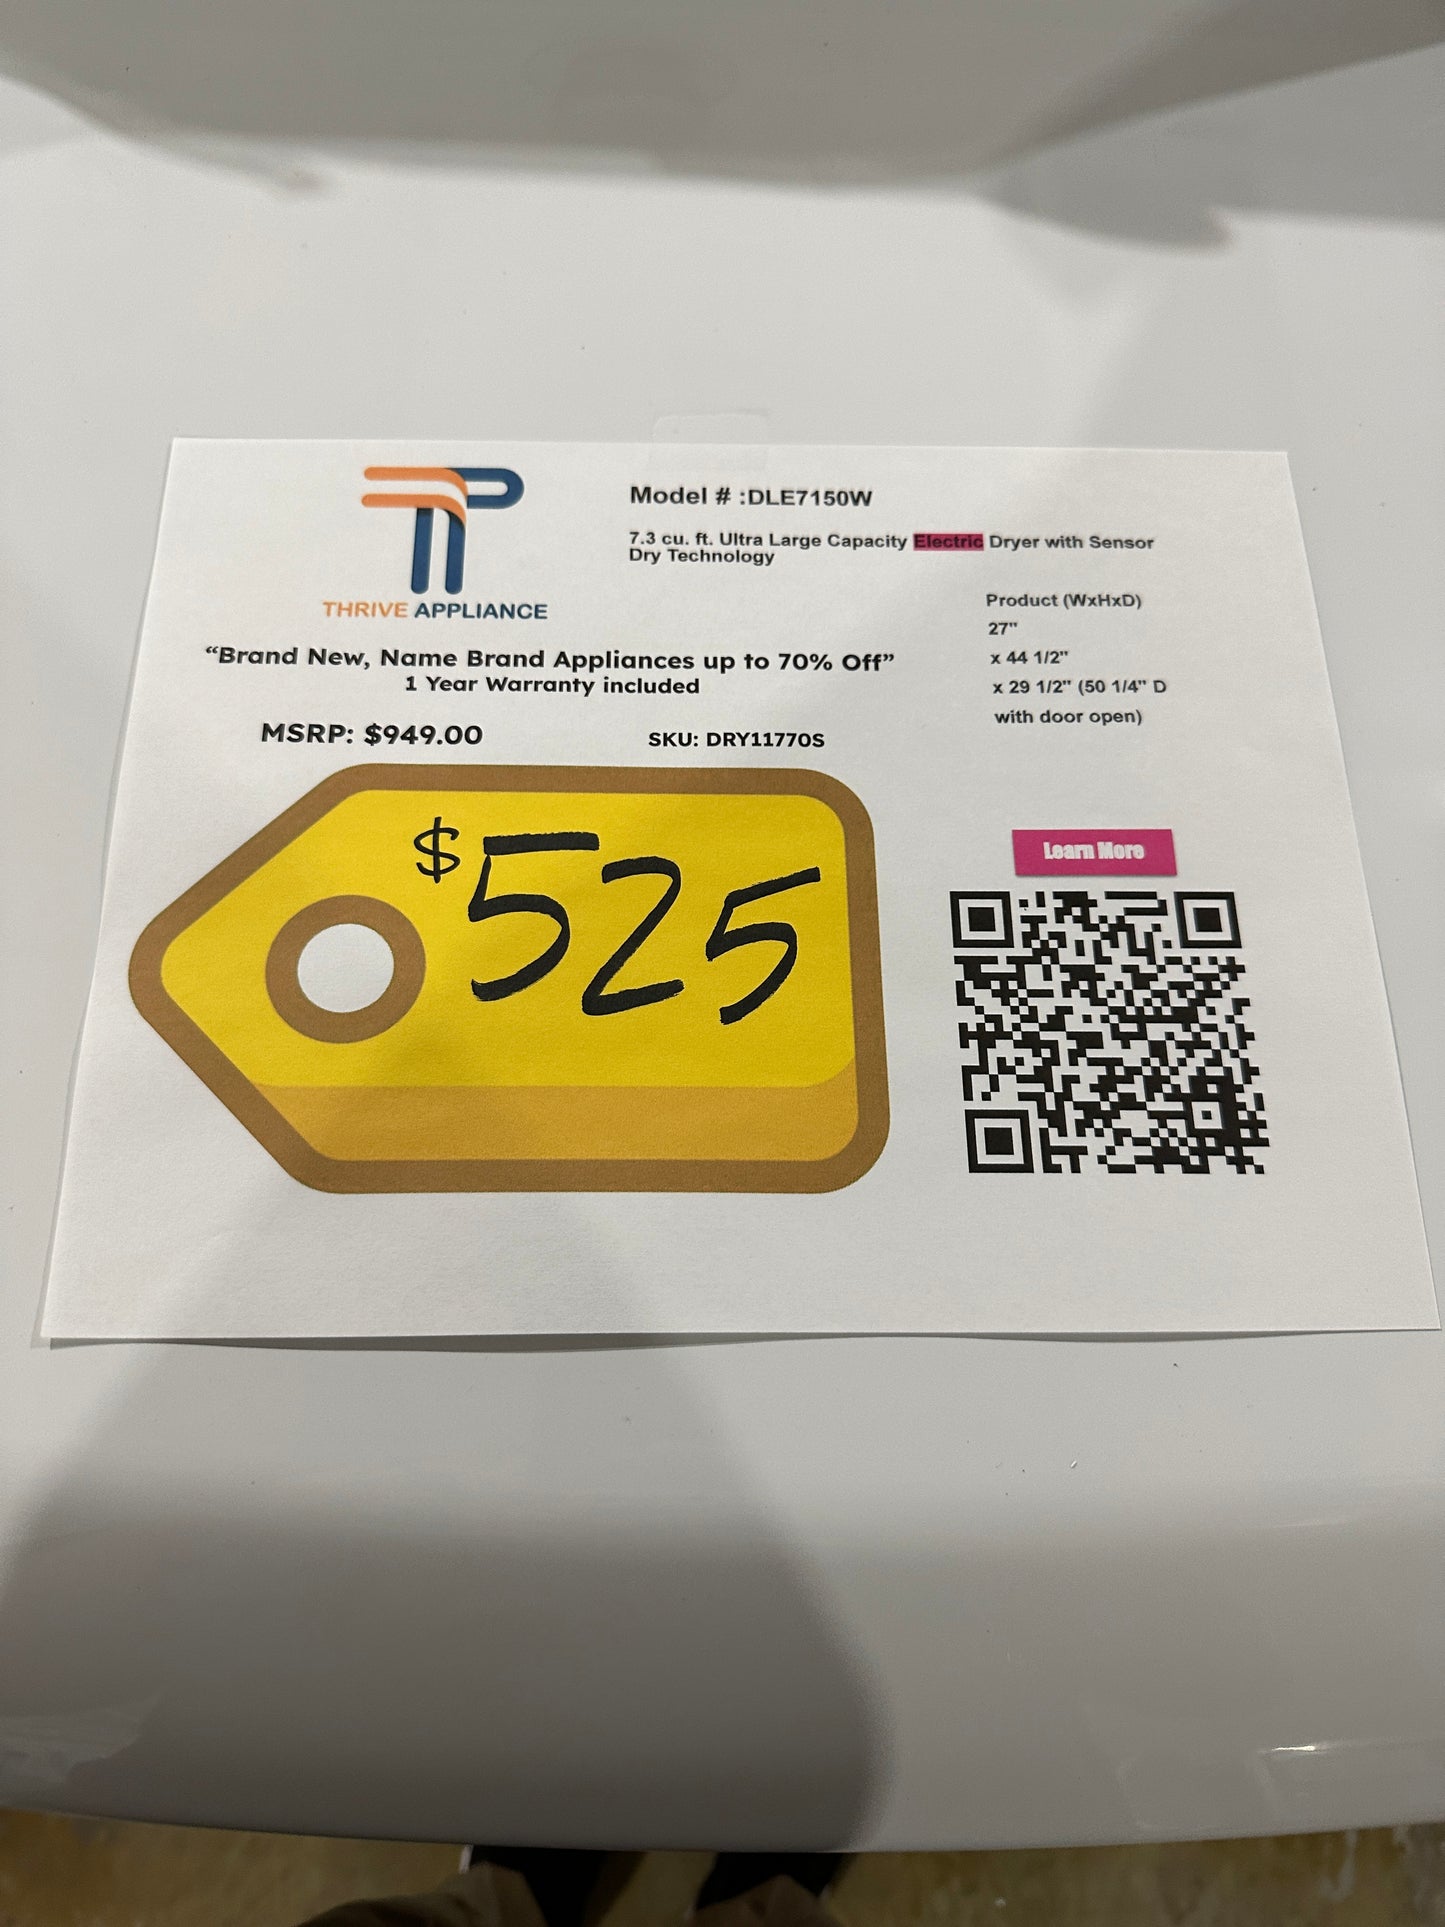 THRIVE APPLIANCE
Model # :DLE7150W
7.3 cu. ft. Ultra Large Capacity Electric Dryer with Sensor
Dry Technology
Product (WxHxD)
27"
x 44 1/2"
x 29 1/2" (50 1/4" D
with door open)
“Brand New, Name Brand Appliances up to 70% Off”
1 Year Warranty included
MSRP: $949.00
SKU: DRY11770S
$525
Learn More